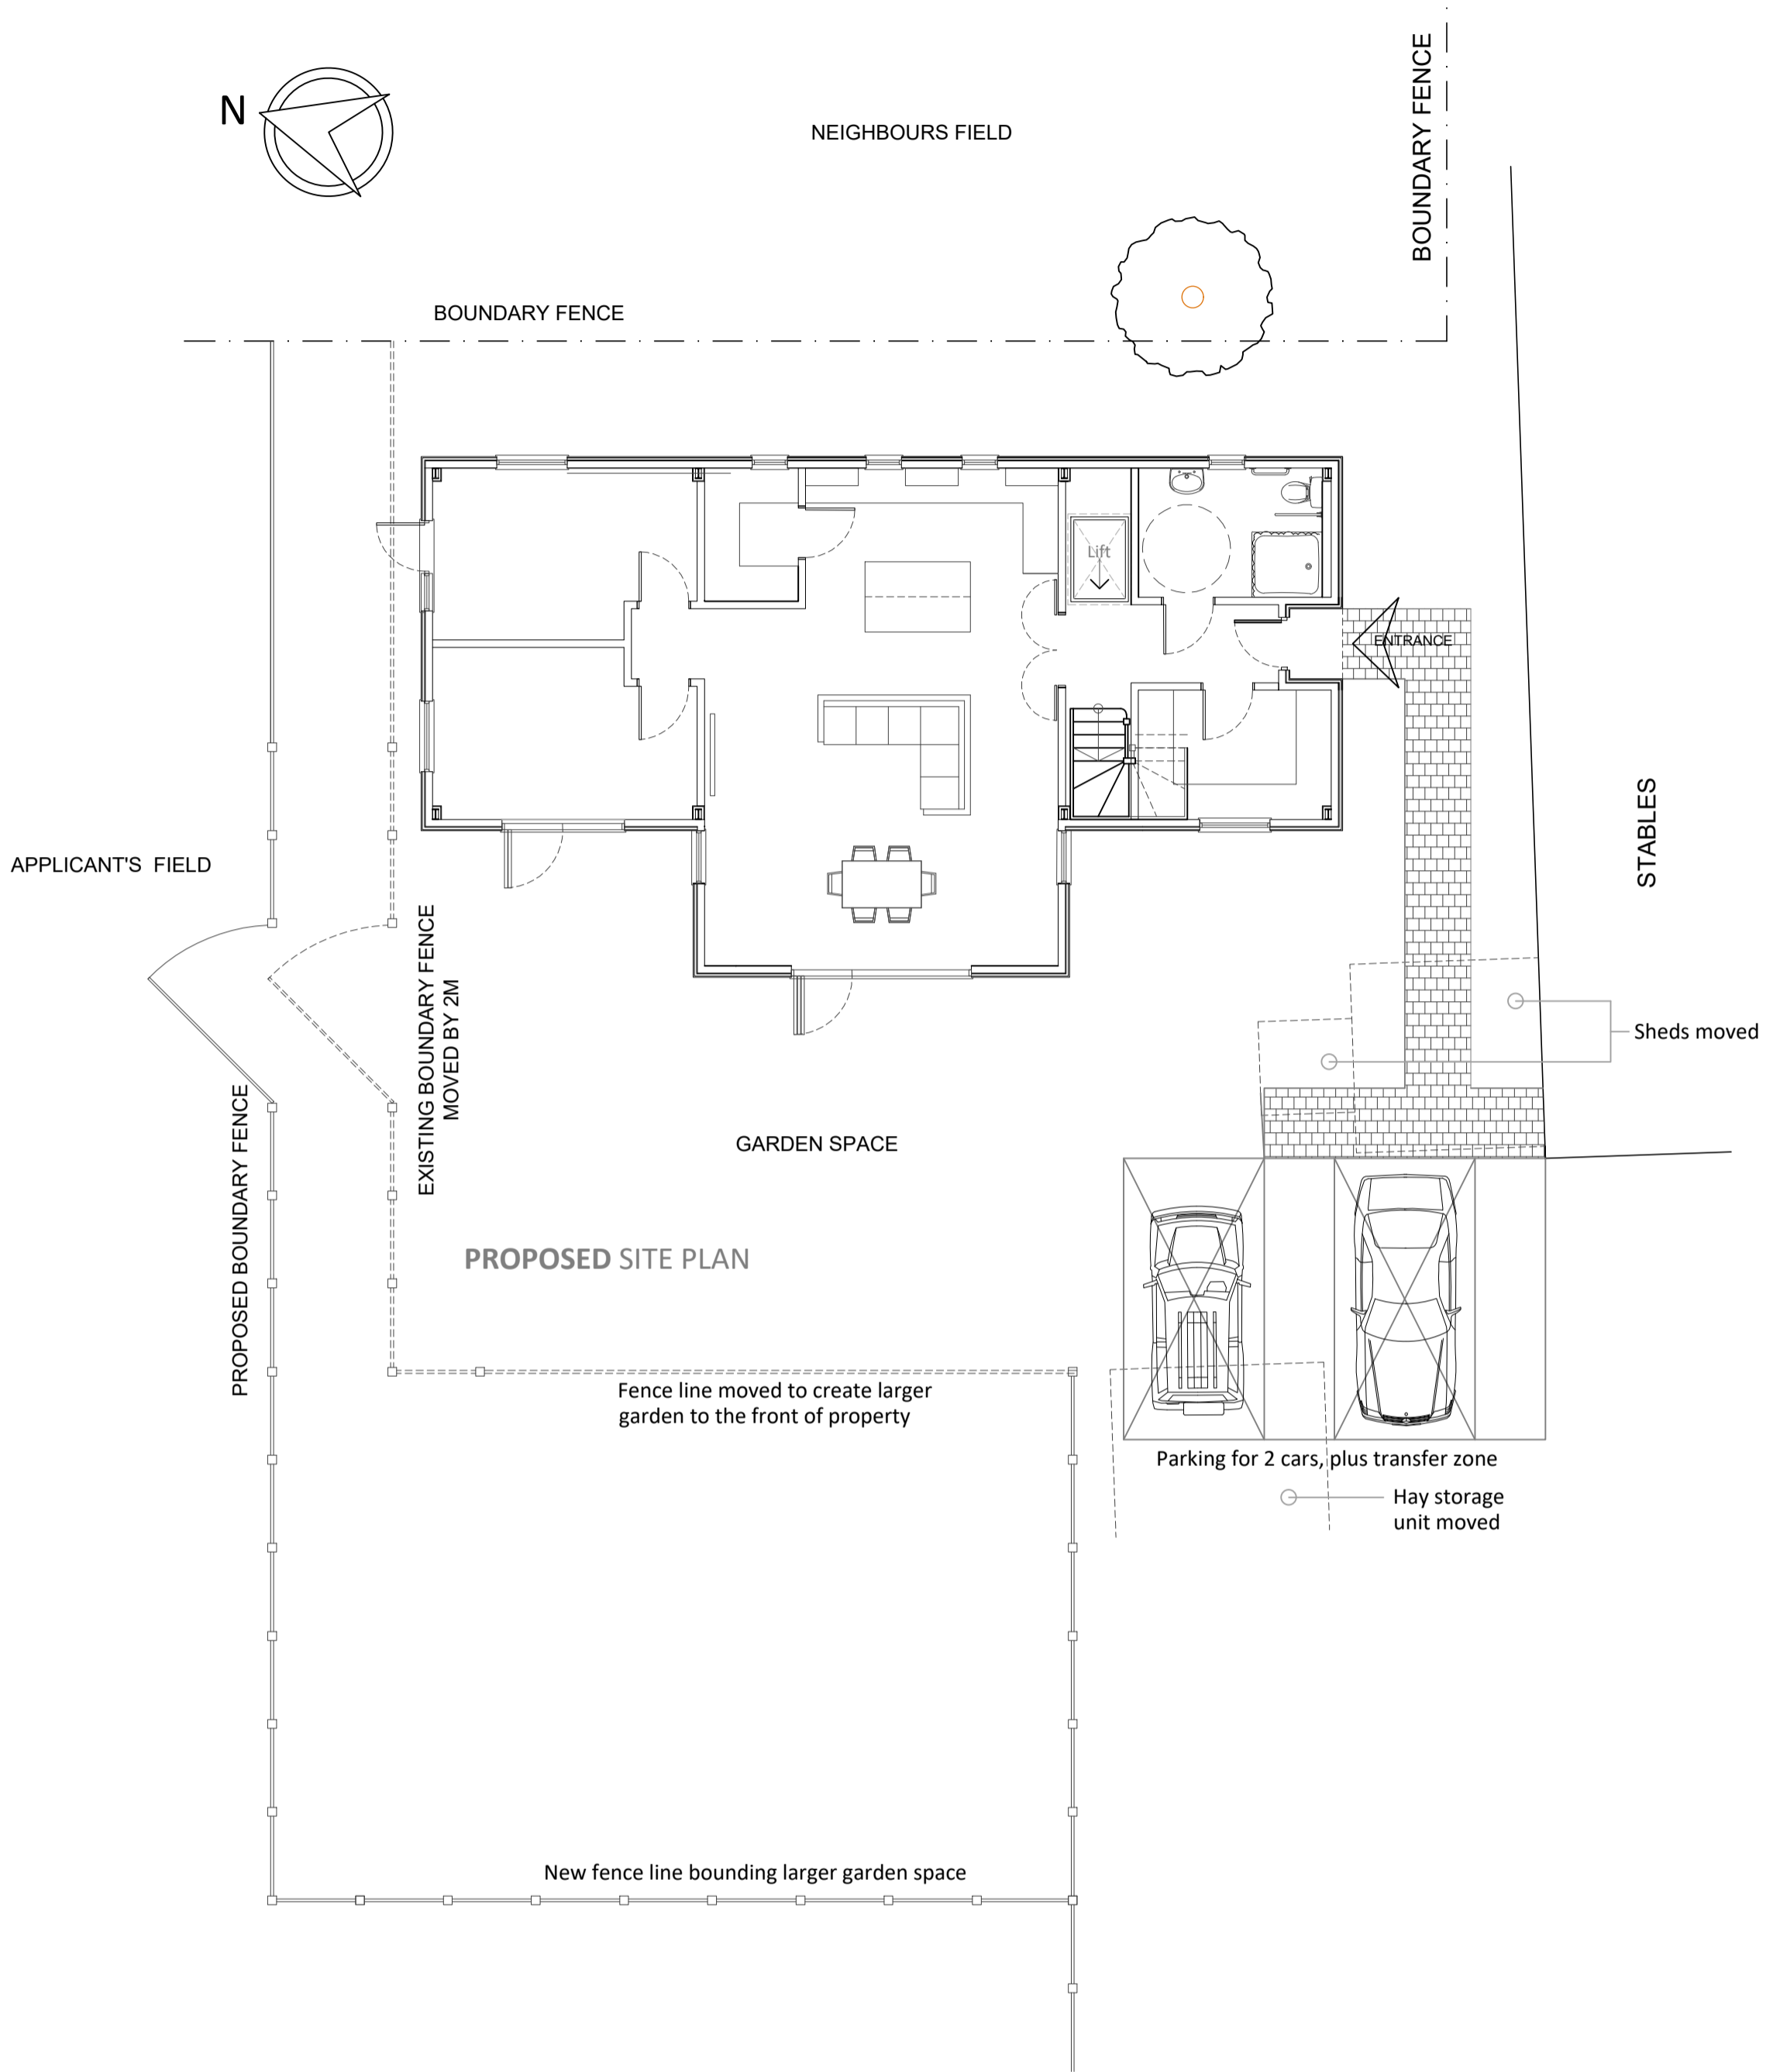 BOUNDARY FENCE
N
NEIGHBOURS FIELD
BOUNDARY FENCE
Lift
ENTRANCE
STABLES
APPLICANT'S FIELD
EXISTING BOUNDARY FENCE
MOVED BY 2M
Sheds moved
PROPOSED BOUNDARY FENCE
GARDEN SPACE
PROPOSED SITE PLAN
Fence line moved to create larger
garden to the front of property
Parking for 2 cars, plus transfer zone
Hay storage
unit moved
New fence line bounding larger garden space